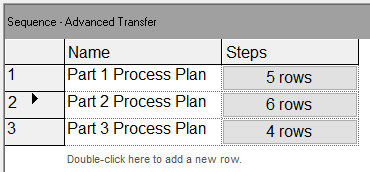 Sequence - Advanced Transfer
Name Steps
1 Part 1 Process Plan 5 rows
2 Part 2 Process Plan 6 rows
3 Part 3 Process Plan 4 rows
Double-click here to add a new row.